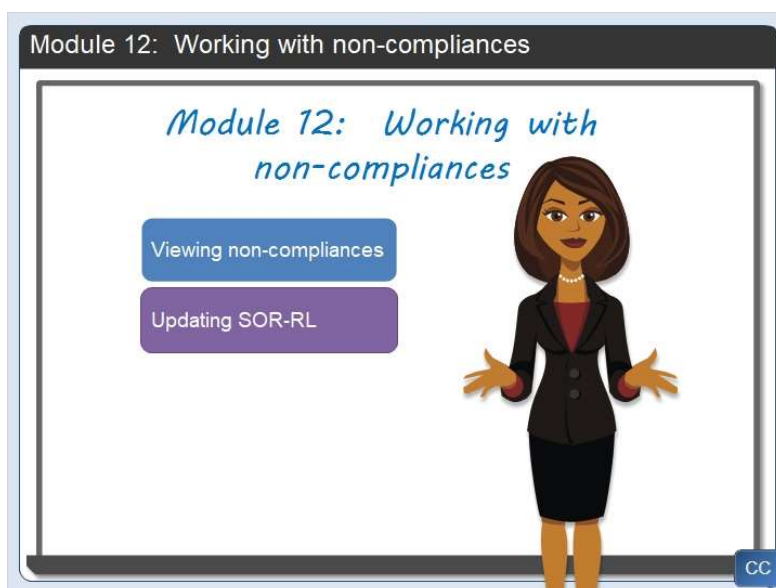 Module 12: Working with non-compliances
Module 12: Working with
non-compliances
Viewing non-compliances
Updating SOR-RL
CC